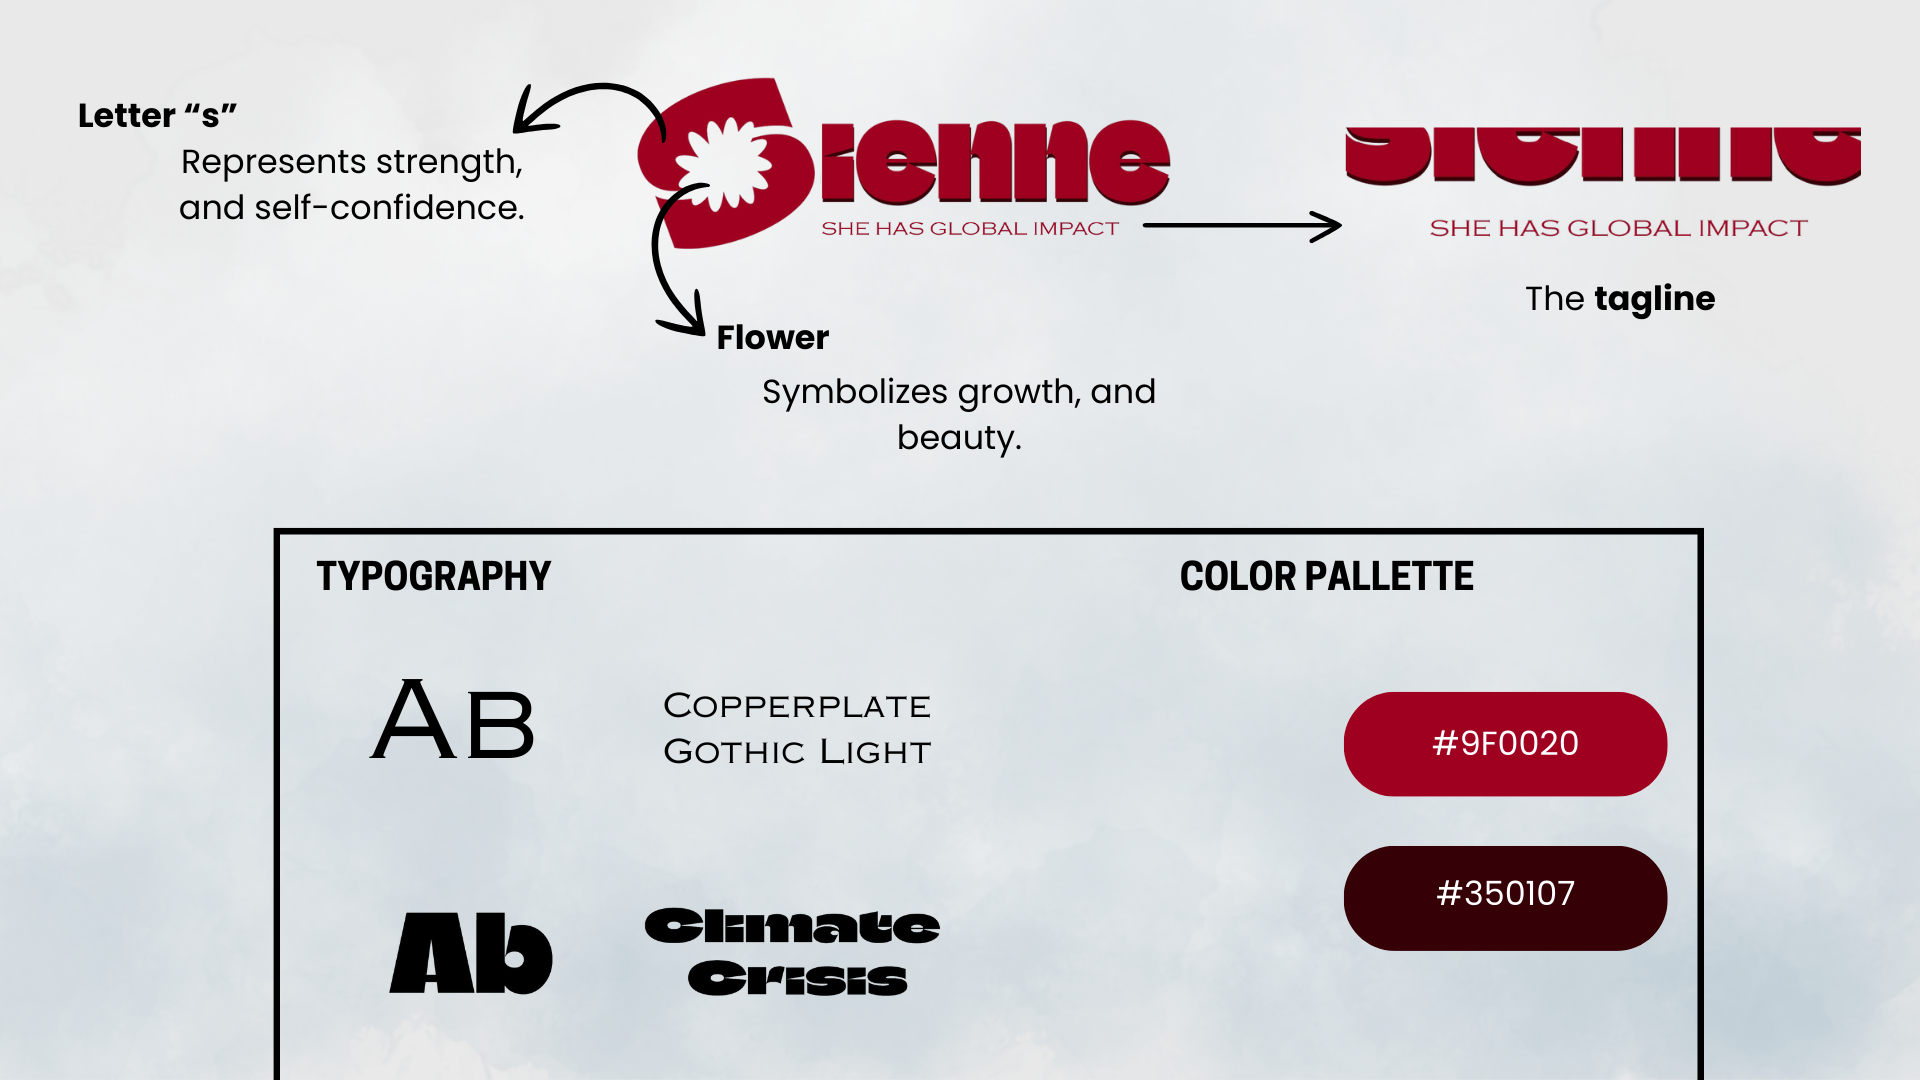 Letter “s”
Represents strength,
and self-confidence.
Sienne
SHE HAS GLOBAL IMPACT
sienne
SHE HAS GLOBAL IMPACT
The tagline
Flower
Symbolizes growth, and
beauty.
TYPOGRAPHY
COLOR PALLETTE
Ab
Copperplate
Gothic Light
#9F0020
#350107
Ab
Climate
Crisis